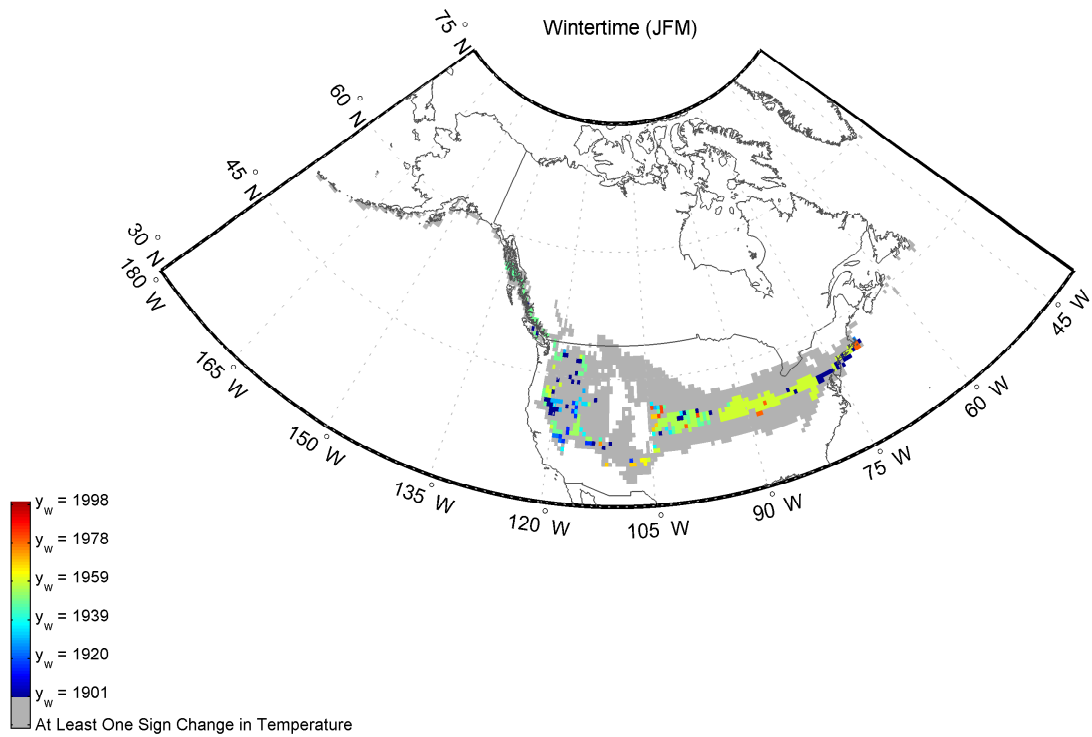 Wintertime (JFM)
75° N
60° N
45° N
30° N
180° W
165° W
150° W
135° W
120° W
105° W
90° W
75° W
60° W
45° W
y_w = 1998
y_w = 1978
y_w = 1959
y_w = 1939
y_w = 1920
y_w = 1901
At Least One Sign Change in Temperature